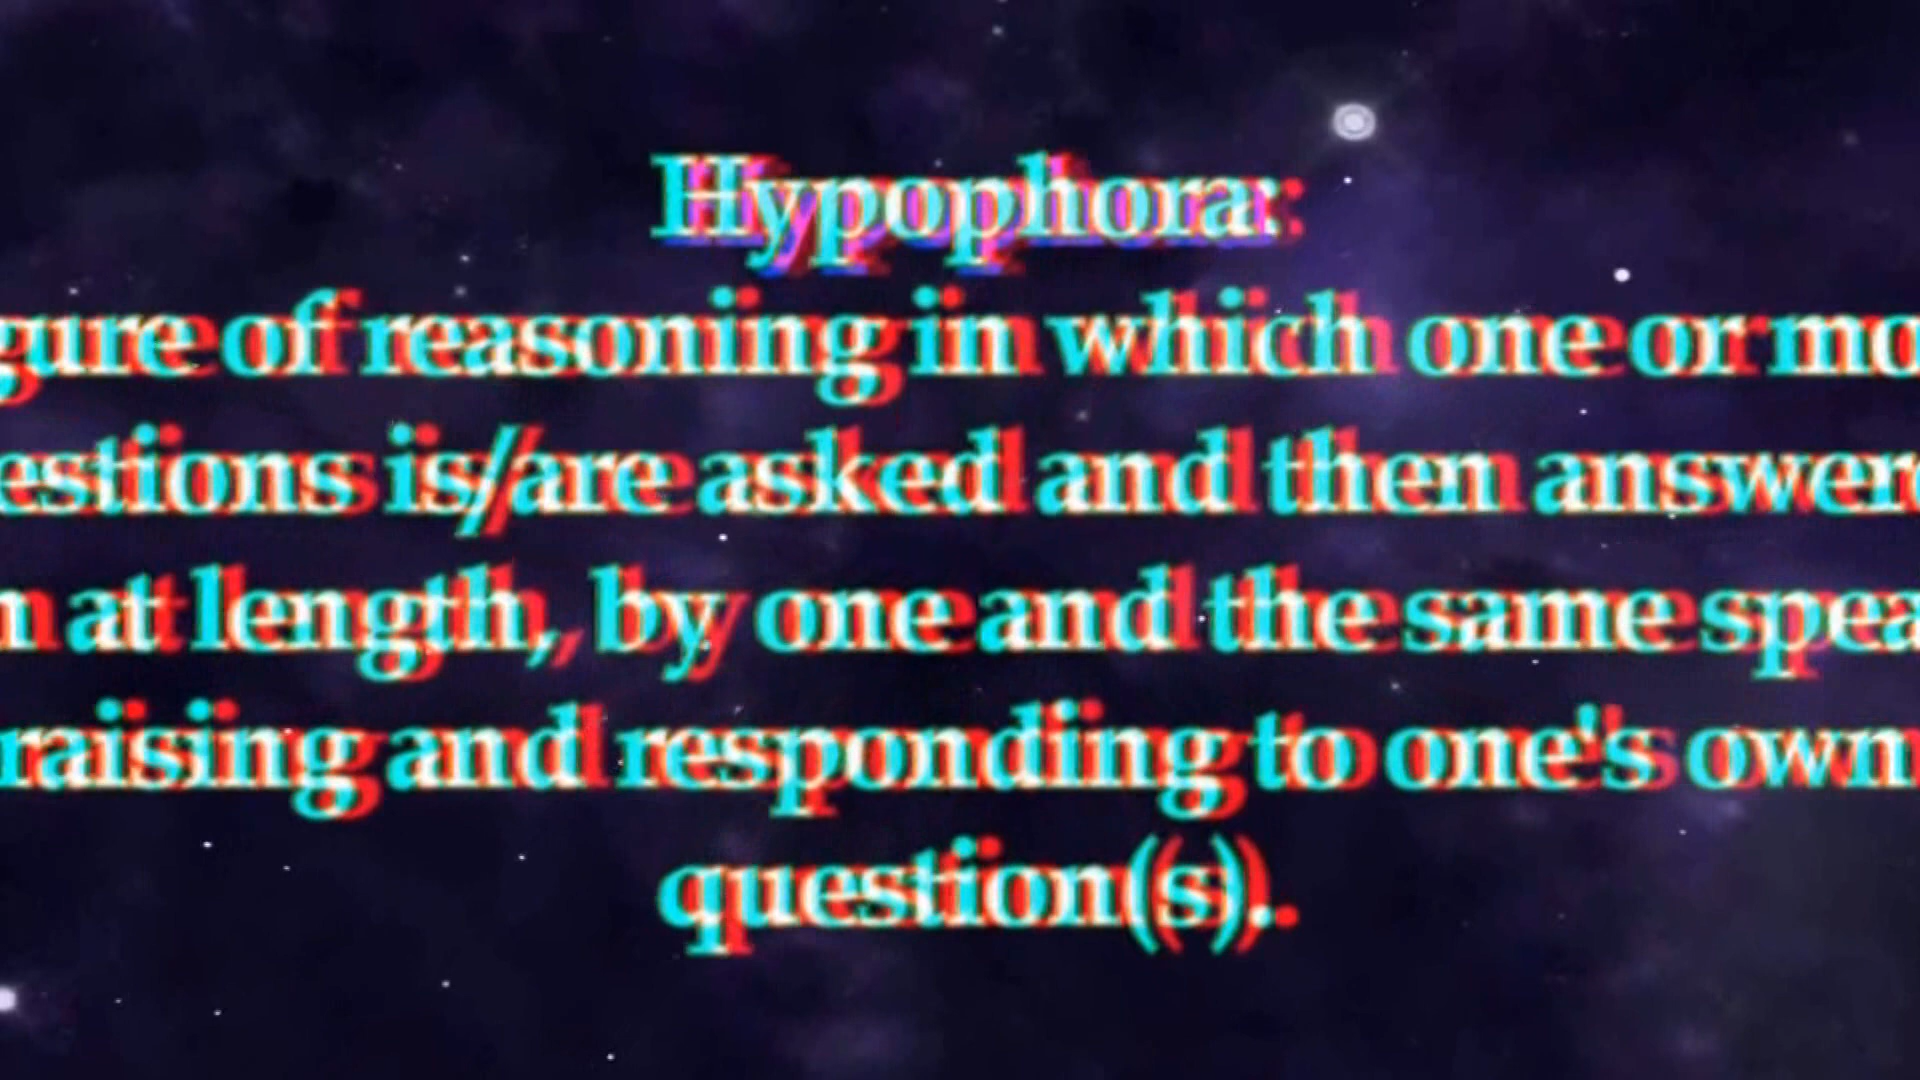 Hypophora:
gure of reasoning in which one or mo
estions is/are asked and then answer
n at length, by one and the same spea
raising and responding to one's own
question(s).